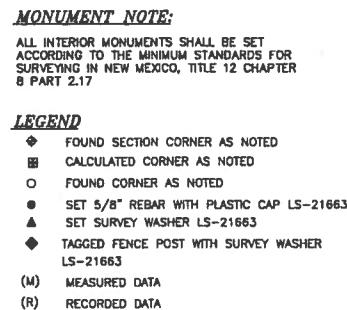 MONUMENT NOTE:
ALL INTERIOR MONUMENTS SHALL BE SET
ACCORDING TO THE MINIMUM STANDARDS FOR
SURVEYING IN NEW MEXICO, TITLE 12 CHAPTER
8 PART 2.17
LEGEND
FOUND SECTION CORNER AS NOTED
CALCULATED CORNER AS NOTED
FOUND CORNER AS NOTED
SET 5/8" REBAR WITH PLASTIC CAP LS-21663
SET SURVEY WASHER LS-21663
TAGGED FENCE POST WITH SURVEY WASHER
LS-21663
(M) MEASURED DATA
(R) RECORDED DATA